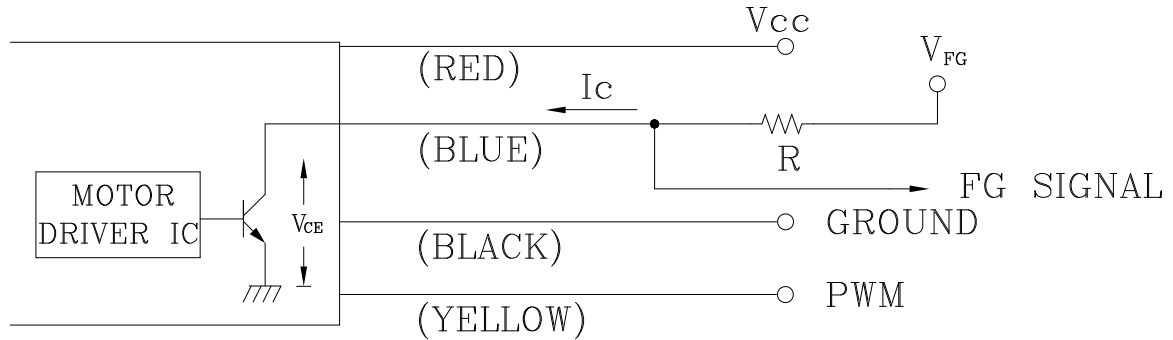 Vcc
(RED)
VFG
Ic
(BLUE)
R
MOTOR
DRIVER IC
VCE
FG SIGNAL
GROUND
(BLACK)
PWM
(YELLOW)